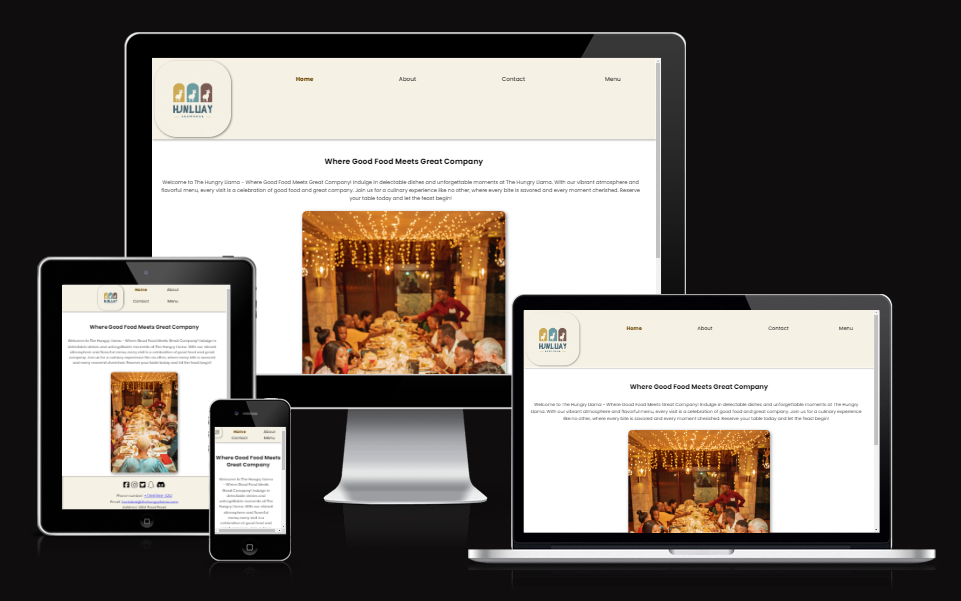 HJNLUAY
Home About Contact Menu
Where Good Food Meets Great Company
Welcome to The Hungry Llama - Where Good Food Meets Great Company! Indulge in delectable dishes and unforgettable moments at The Hungry Llama. With our vibrant atmosphere and
flavorful menu, every visit is a celebration of good food and great company. Join us for a culinary experience like no other, where every bite is savored and every moment cherished. Reserve
your table today and let the feast begin!
Home About
Contact Menu
Where Good Food Meets Great Company
Welcome to The Hungry Llama - Where Good Food Meets Great Company! Indulge in
delectable dishes and unforgettable moments at The Hungry Llama. With our vibrant
atmosphere and flavorful menu, every visit is a celebration of good food and great
company. Join us for a culinary experience like no other, where every bite is savored
and every moment cherished. Reserve your table today and let the feast begin!
Phone number:
Email:
Home About
Contact Menu
Where Good Food Meets
Great Company
Welcome to The Hungry
Llama - Where Good Food Meets
Great Company! Indulge in
delectable dishes and
unforgettable moments at The
Hungry Llama. With our vibrant
atmosphere and flavorful
menu, every visit is a
celebration of good food and
HJNLUAY
Home About Contact Menu
Where Good Food Meets Great Company
Welcome to The Hungry Llama - Where Good Food Meets Great Company! Indulge in delectable dishes and unforgettable moments at The Hungry
Llama. With our vibrant atmosphere and flavorful menu, every visit is a celebration of good food and great company. Join us for a culinary experience
like no other, where every bite is savored and every moment cherished. Reserve your table today and let the feast begin!